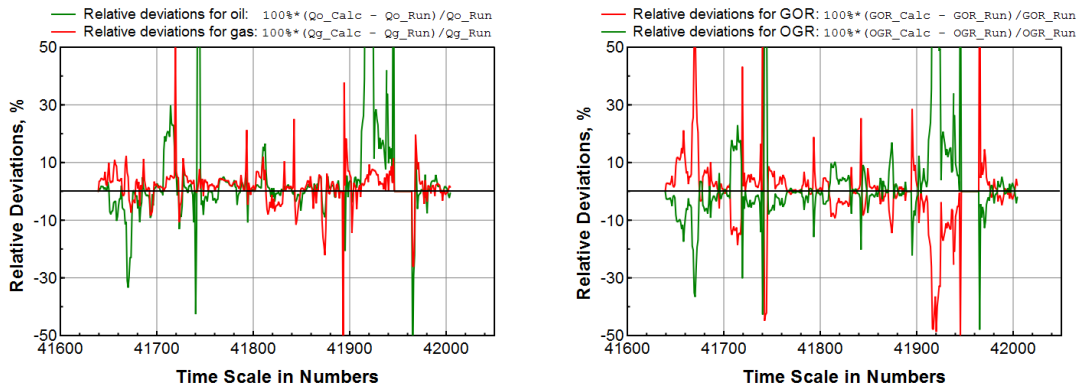 Relative deviations for oil: 100%*(Qo_Calc - Qo_Run)/Qo_Run
Relative deviations for gas: 100%*(Qg_Calc - Qg_Run)/Qg_Run
50
30
10
-10
-30
-50
Relative Deviations, %
41600 41700 41800 41900 42000
Time Scale in Numbers
Relative deviations for GOR: 100%*(GOR_Calc - GOR_Run)/GOR_Run
Relative deviations for OGR: 100%*(OGR_Calc - OGR_Run)/OGR_Run
50
30
10
-10
-30
-50
Relative Deviations, %
41600 41700 41800 41900 42000
Time Scale in Numbers